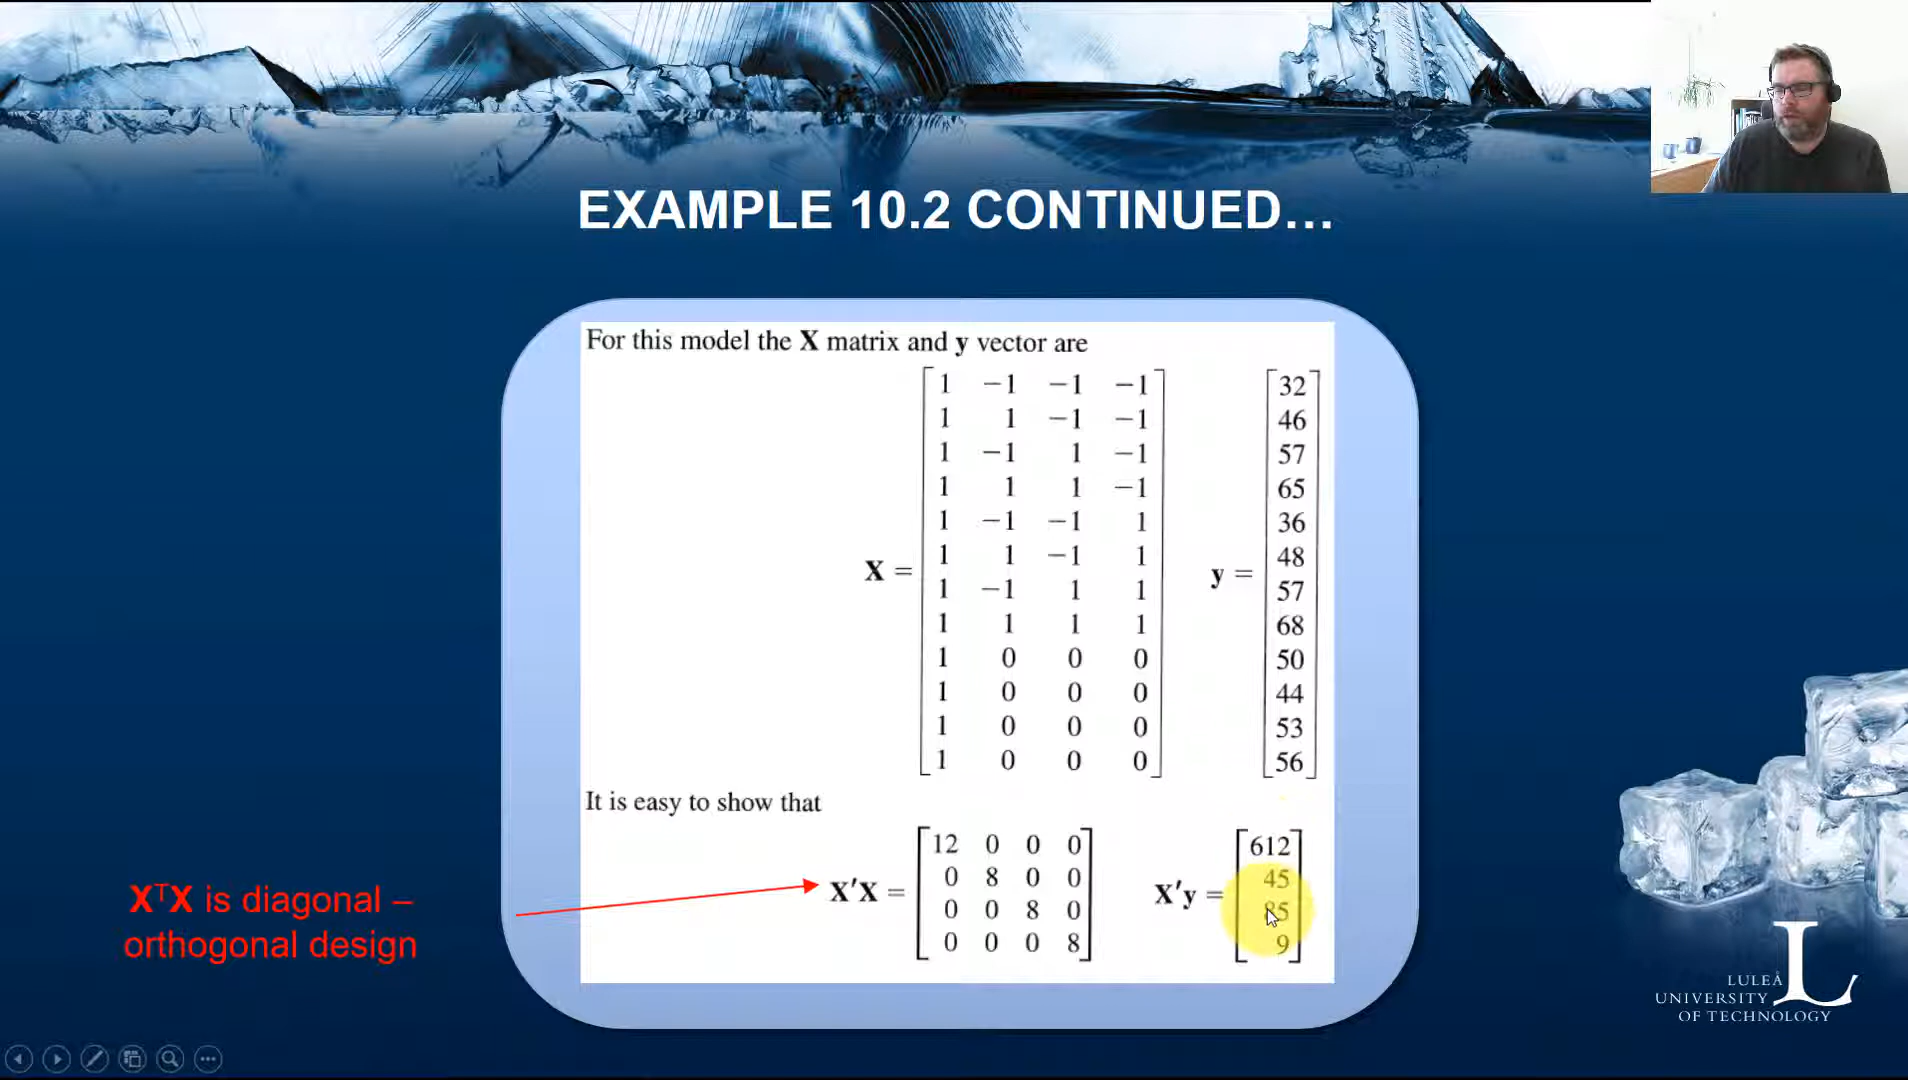 EXAMPLE 10.2 CONTINUED...
For this model the X matrix and y vector are
X =
1 −1 −1 −1
1 1 −1 −1
1 −1 1 −1
1 1 1 −1
1 −1 −1 1
1 1 −1 1
1 −1 1 1
1 1 1 1
1 0 0 0
1 0 0 0
1 0 0 0
1 0 0 0
y =
32
46
57
65
36
48
57
68
50
44
53
56
It is easy to show that
X′X =
12 0 0 0
0 8 0 0
0 0 8 0
0 0 0 8
X′y =
612
45
85
9
XᵀX is diagonal –
orthogonal design
LULEÅ
UNIVERSITY
OF TECHNOLOGY